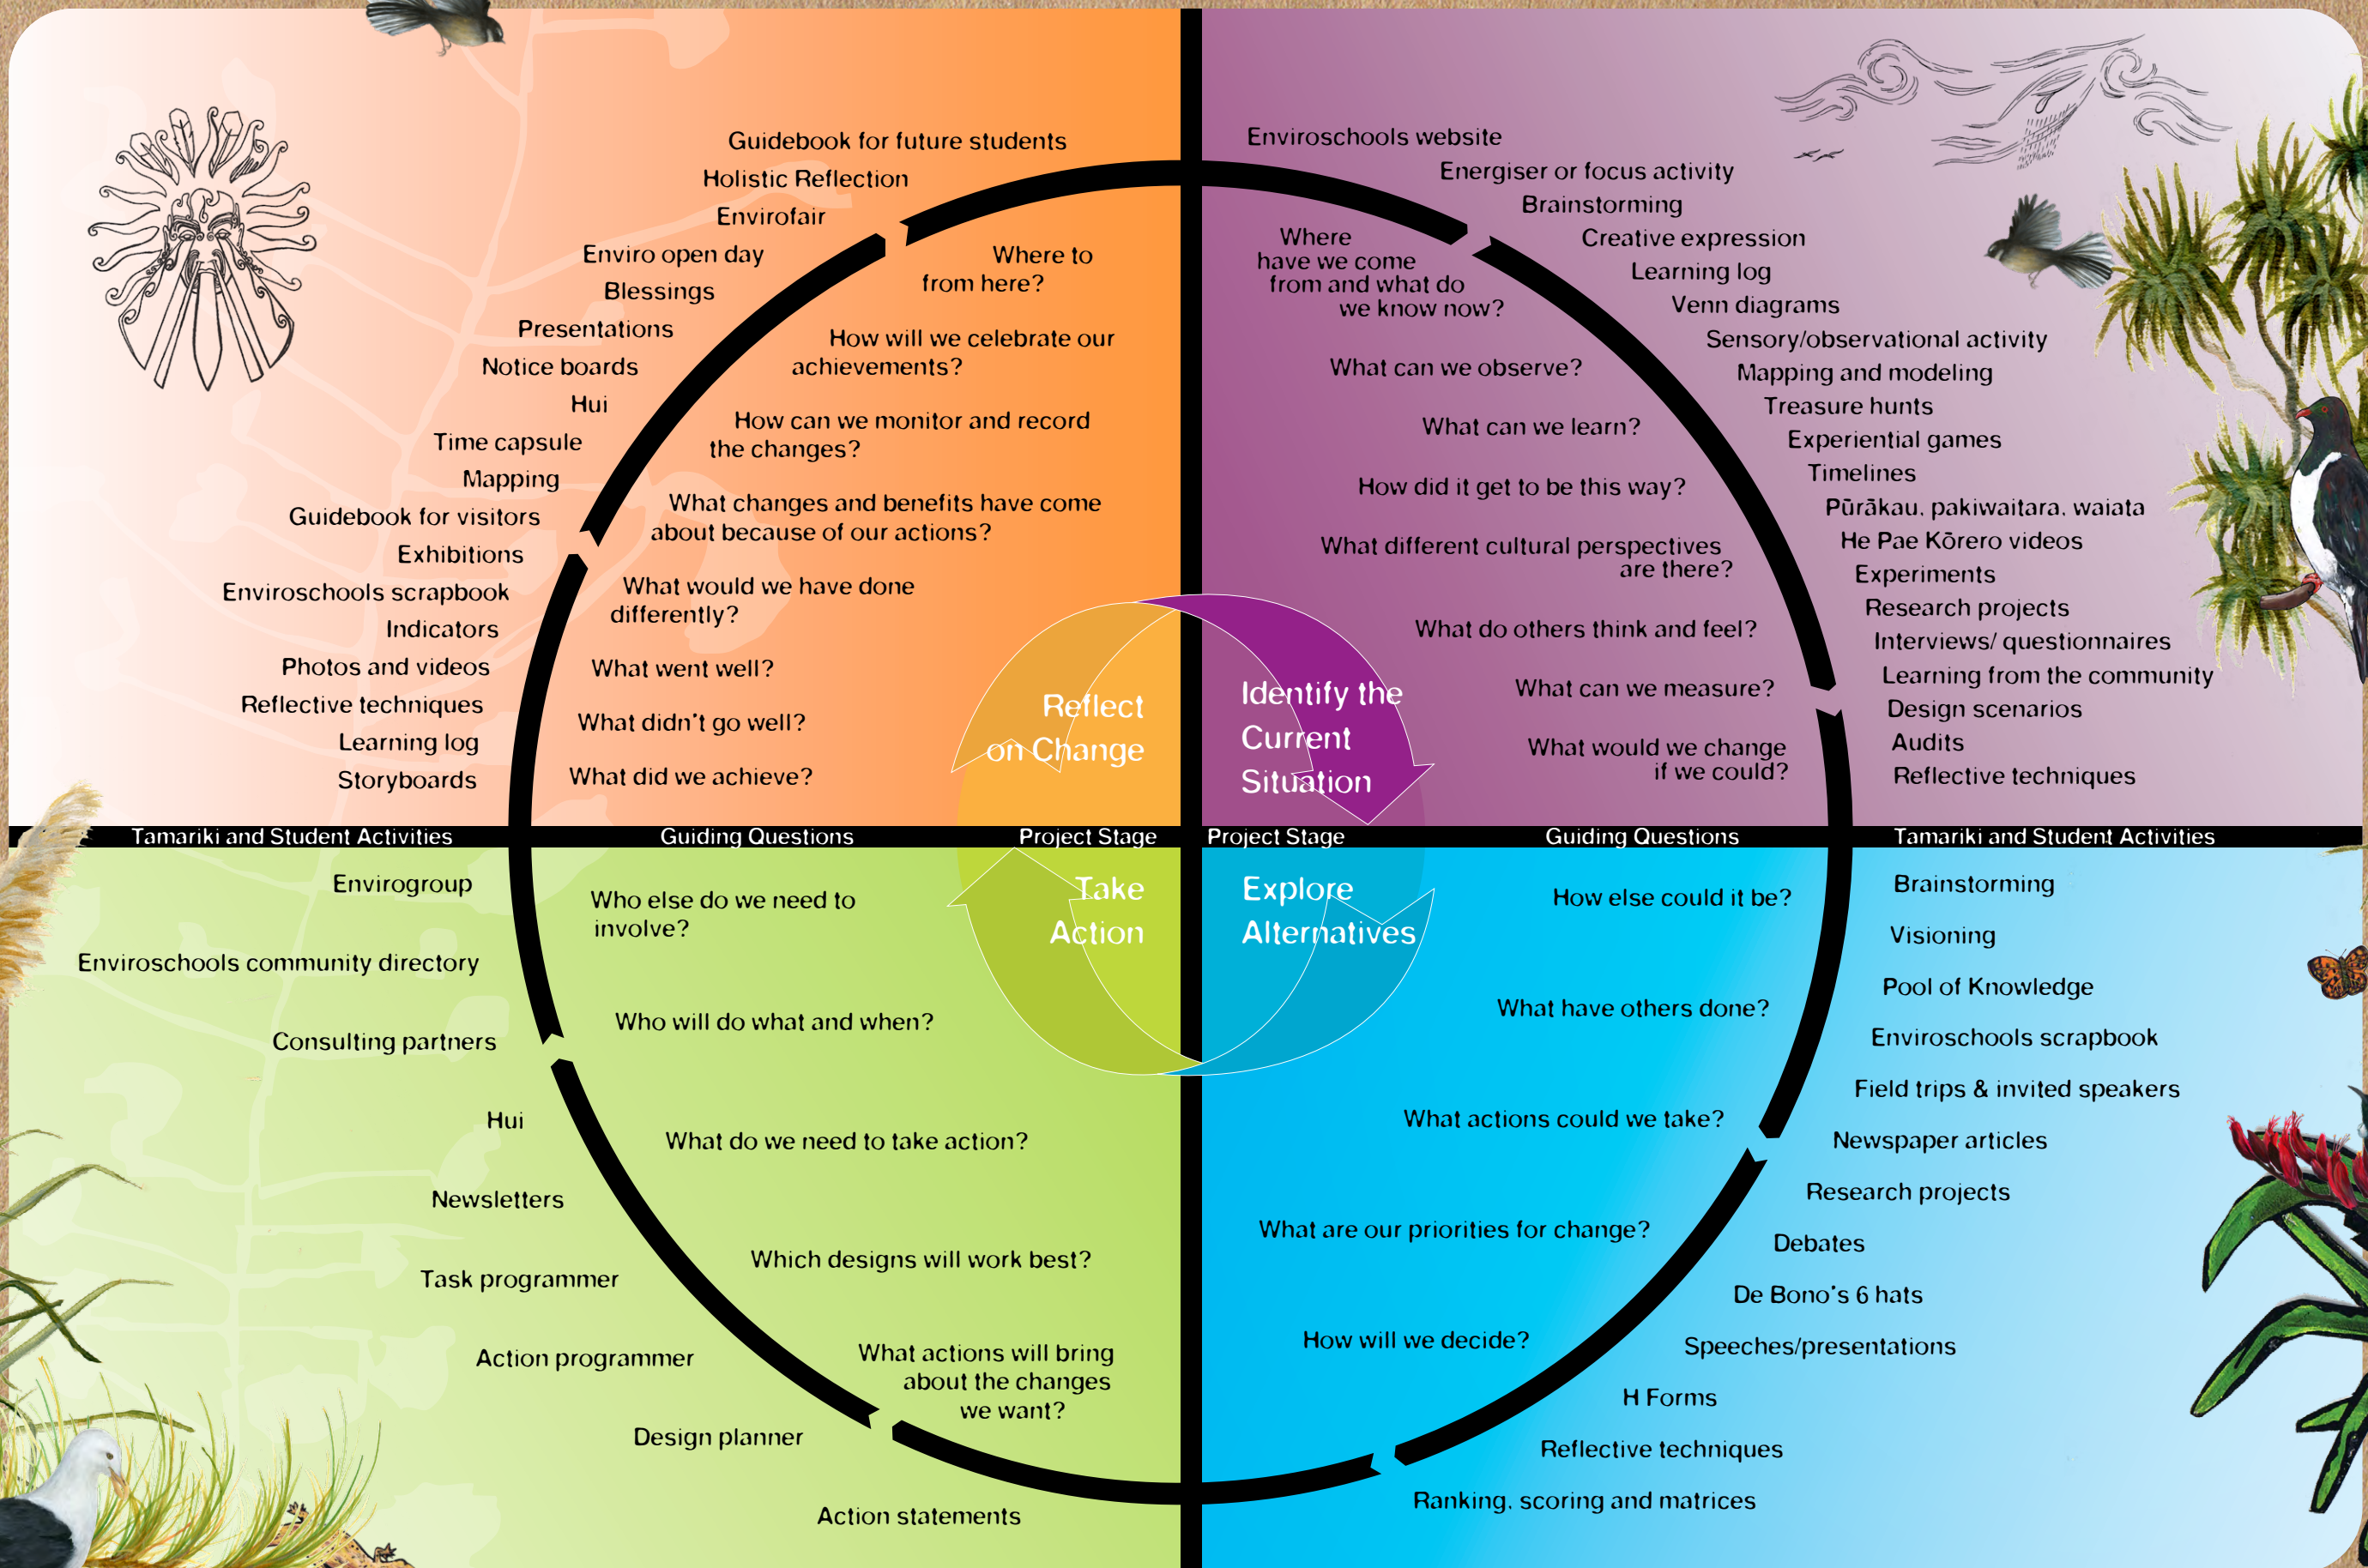 Guidebook for future students
Holistic Reflection
Envirofair
Enviro open day
Blessings
Presentations
Notice boards
Hui
Time capsule
Mapping
Guidebook for visitors
Exhibitions
Enviroschools scrapbook
Indicators
Photos and videos
Reflective techniques
Learning log
Storyboards
Where to
from here?
How will we celebrate our
achievements?
How can we monitor and record
the changes?
What changes and benefits have come
about because of our actions?
What would we have done
differently?
What went well?
What didn't go well?
What did we achieve?
Reflect
on Change
Enviroschools website
Energiser or focus activity
Brainstorming
Creative expression
Learning log
Venn diagrams
Sensory/observational activity
Mapping and modeling
Treasure hunts
Experiential games
Timelines
Pūrākau, pakiwaitara, waiata
He Pae Kōrero videos
Experiments
Research projects
Interviews/ questionnaires
Learning from the community
Design scenarios
Audits
Reflective techniques
Where
have we come
from and what do
we know now?
What can we observe?
What can we learn?
How did it get to be this way?
What different cultural perspectives
are there?
What do others think and feel?
What can we measure?
What would we change
if we could?
Identify the
Current
Situation
Tamariki and Student Activities
Guiding Questions
Project Stage
Project Stage
Guiding Questions
Tamariki and Student Activities
Envirogroup
Enviroschools community directory
Consulting partners
Hui
Newsletters
Task programmer
Action programmer
Design planner
Action statements
Who else do we need to
involve?
Who will do what and when?
What do we need to take action?
Which designs will work best?
What actions will bring
about the changes
we want?
Take
Action
Explore
Alternatives
How else could it be?
What have others done?
What actions could we take?
What are our priorities for change?
How will we decide?
Brainstorming
Visioning
Pool of Knowledge
Enviroschools scrapbook
Field trips & invited speakers
Newspaper articles
Research projects
Debates
De Bono's 6 hats
Speeches/presentations
H Forms
Reflective techniques
Ranking, scoring and matrices